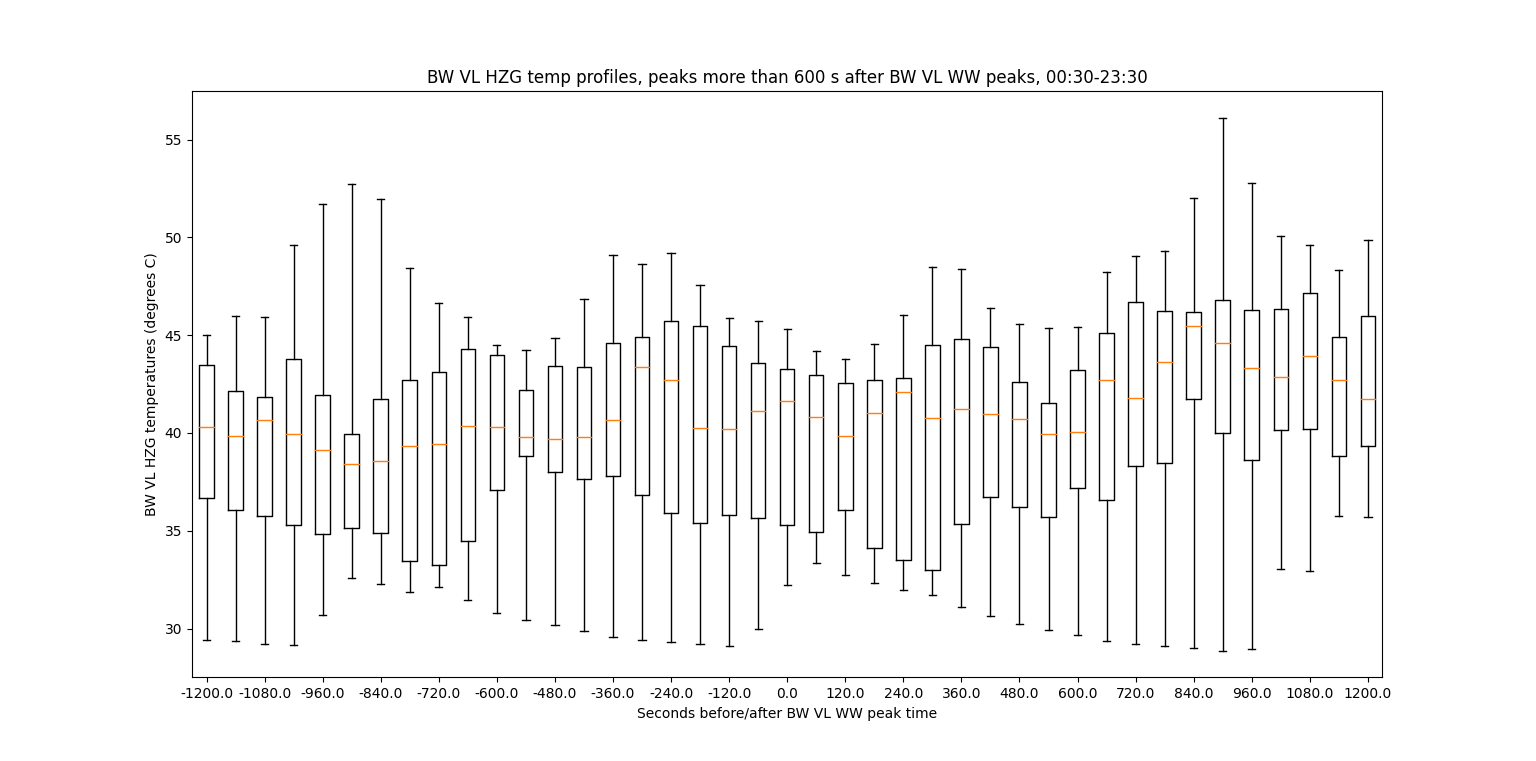 BW VL HZG temp profiles, peaks more than 600 s after BW VL WW peaks, 00:30-23:30
BW VL HZG temperatures (degrees C)
55
50
45
40
35
30
-1200.0 -1080.0 -960.0 -840.0 -720.0 -600.0 -480.0 -360.0 -240.0 -120.0 0.0 120.0 240.0 360.0 480.0 600.0 720.0 840.0 960.0 1080.0 1200.0
Seconds before/after BW VL WW peak time